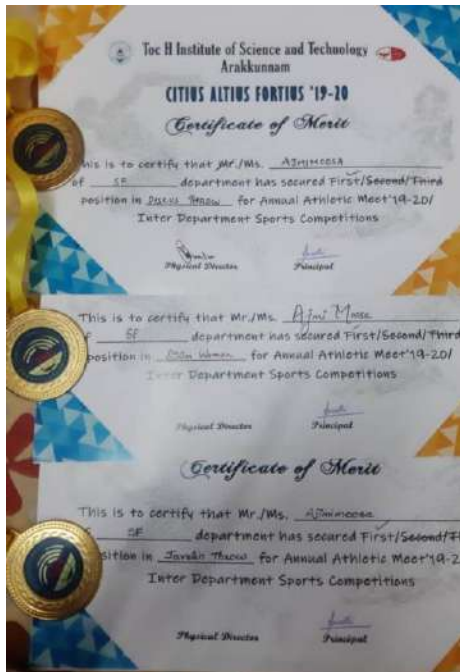 Toc H Institute of Science and Technology
Arakkunnam
CITIUS ALTIUS FORTIUS '19-20
Certificate of Merit
his is to certify that Mr./Ms. AJmimoosa
of SF department has secured First/Second/Third
position in Discus Throw for Annual Athletic Meet'19-20/
Inter Department Sports Competitions
Physical Director Principal
This is to certify that Mr./Ms. Ajmi Moosa
SF department has secured First/Second/Third
position in for Annual Athletic Meet'19-20/
Inter Department Sports Competitions
Physical Director Principal
Certificate of Merit
This is to certify that Mr./Ms. AJmimoosa
SF department has secured First/Second/Th
sition in Javelin Throw for Annual Athletic Meet'19-2
Inter Department Sports Competitions
Physical Director Principal